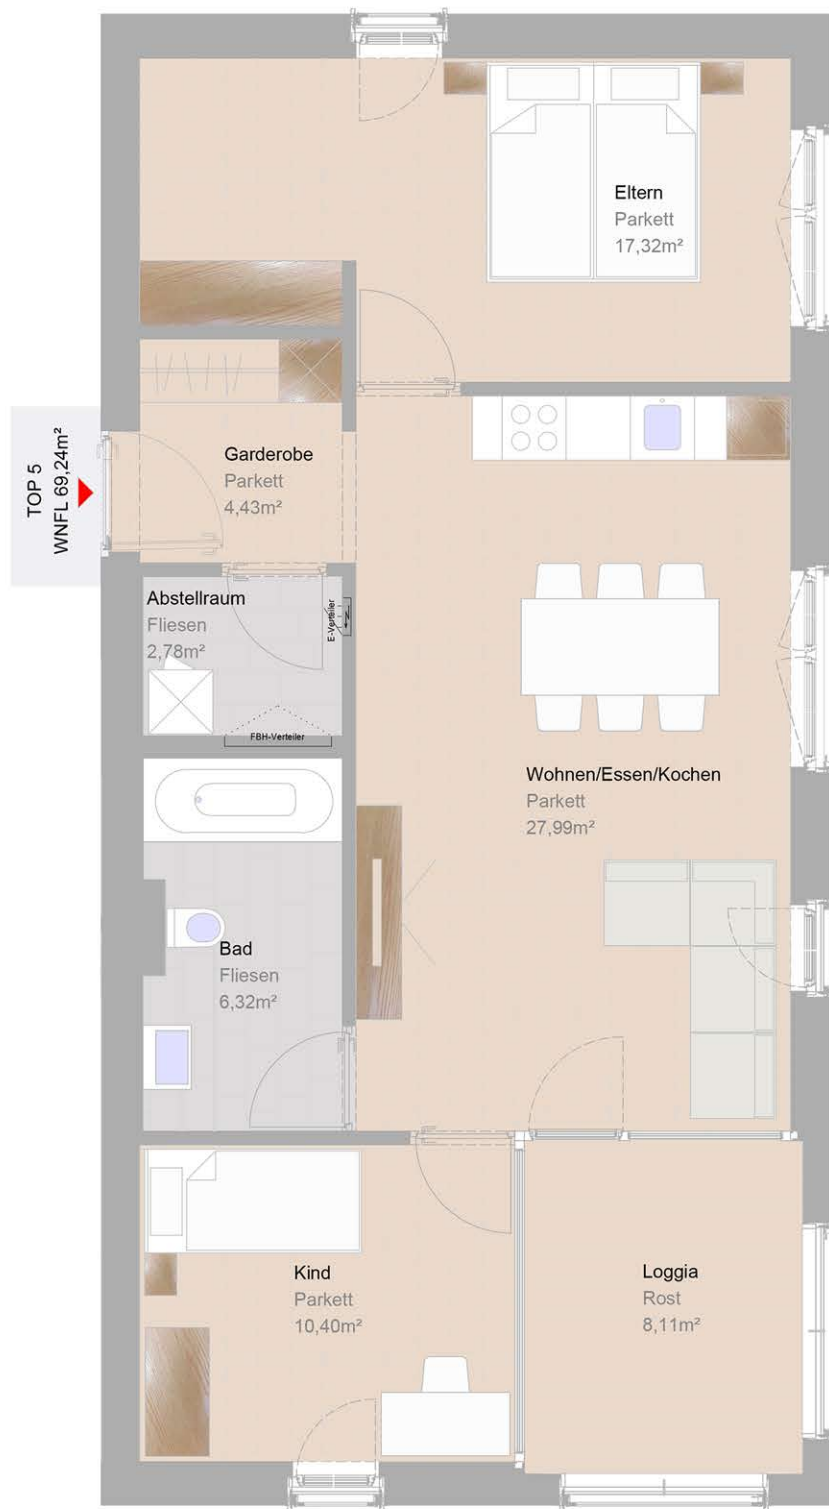 Eltern
Parkett
17,32m²
TOP 5
WNFL 69,24m²
Garderobe
Parkett
4,43m²
Abstellraum
Fliesen
2,78m²
E-Verteiler
FBH-Verteiler
Wohnen/Essen/Kochen
Parkett
27,99m²
Bad
Fliesen
6,32m²
Kind
Parkett
10,40m²
Loggia
Rost
8,11m²